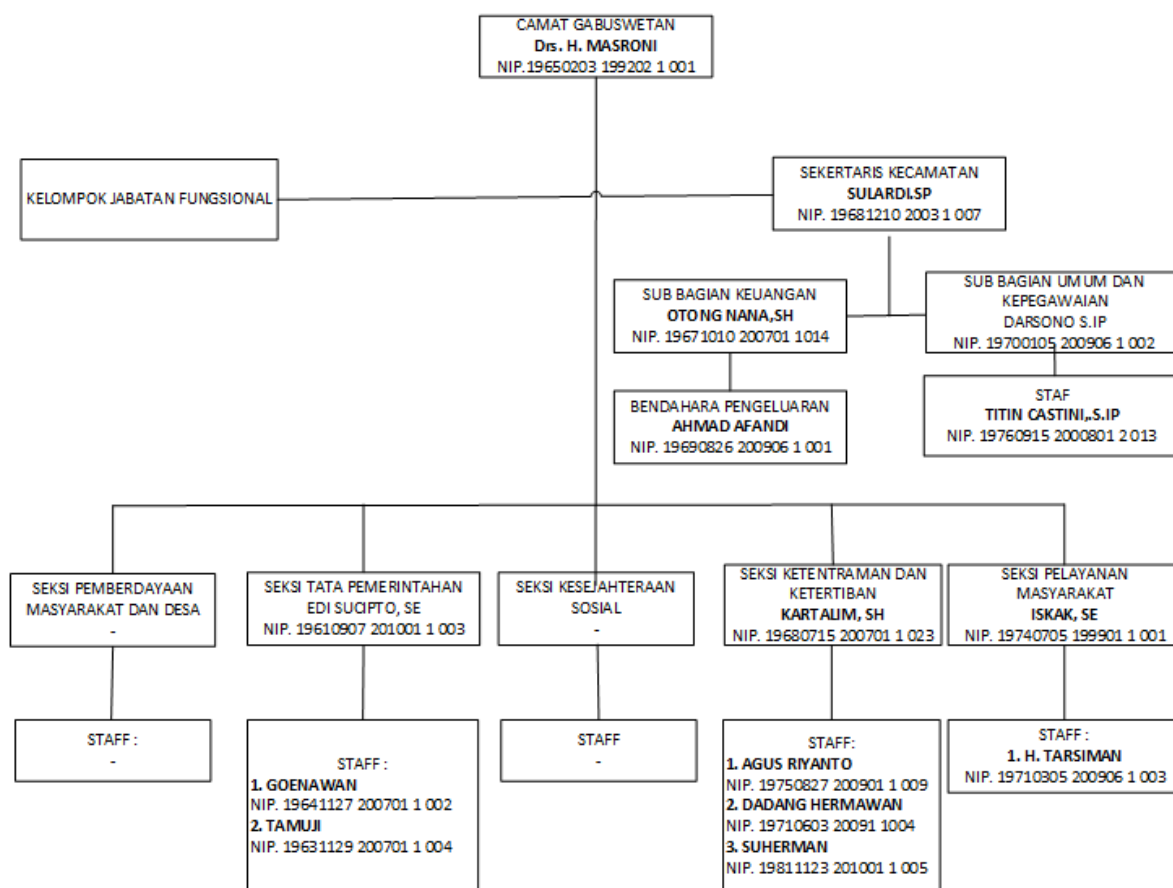 CAMAT GABUSWETAN
Drs. H. MASRONI
NIP.19650203 199202 1 001
KELOMPOK JABATAN FUNGSIONAL
SEKERTARIS KECAMATAN
SULARDI.SP
NIP. 19681210 2003 1 007
SUB BAGIAN KEUANGAN
OTONG NANA,SH
NIP. 19671010 200701 1014
SUB BAGIAN UMUM DAN
KEPEGAWAIAN
DARSONO S.IP
NIP. 19700105 200906 1 002
BENDAHARA PENGELUARAN
AHMAD AFANDI
NIP. 19690826 200906 1 001
STAF
TITIN CASTINI,.S.IP
NIP. 19760915 2000801 2 013
SEKSI PEMBERDAYAAN
MASYARAKAT DAN DESA
-
SEKSI TATA PEMERINTAHAN
EDI SUCIPTO, SE
NIP. 19610907 201001 1 003
SEKSI KESEJAHTERAAN
SOSIAL
-
SEKSI KETENTRAMAN DAN
KETERTIBAN
KARTALIM, SH
NIP. 19680715 200701 1 023
SEKSI PELAYANAN
MASYARAKAT
ISKAK, SE
NIP. 19740705 199901 1 001
STAFF :
-
STAFF :
1. GOENAWAN
NIP. 19641127 200701 1 002
2. TAMUJI
NIP. 19631129 200701 1 004
STAFF
-
STAFF:
1. AGUS RIYANTO
NIP. 19750827 200901 1 009
2. DADANG HERMAWAN
NIP. 19710603 20091 1004
3. SUHERMAN
NIP. 19811123 201001 1 005
STAFF :
1. H. TARSIMAN
NIP. 19710305 200906 1 003